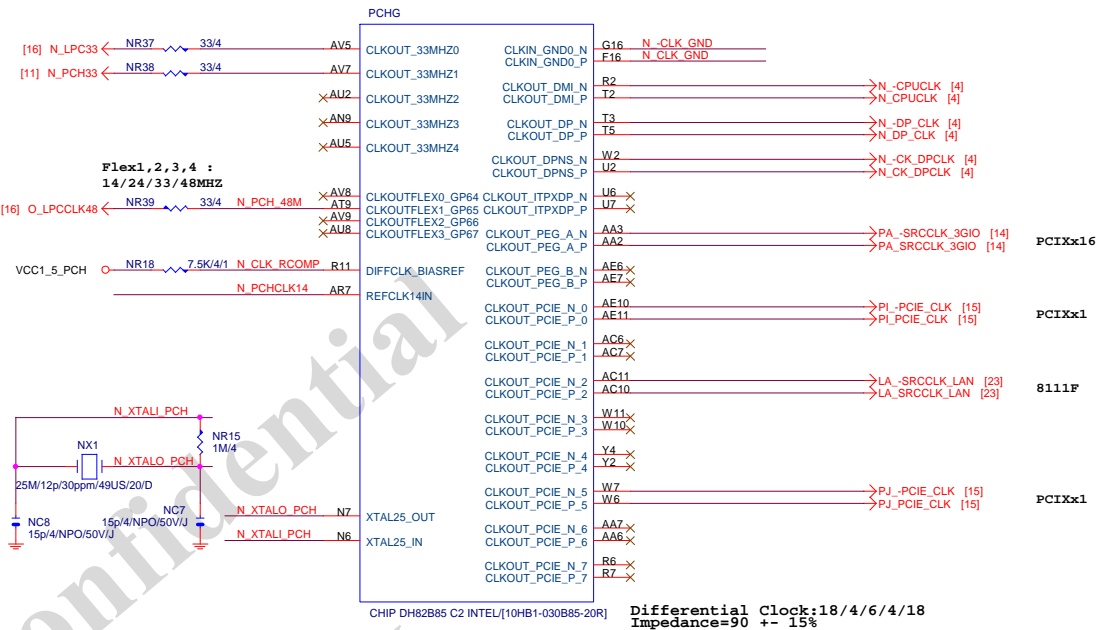 PCHG
[16] N_LPC33 NR37 33/4 AV5 CLKOUT_33MHZ0 CLKIN_GND0_N G16 N_-CLK_GND
CLKIN_GND0_P F16 N_CLK_GND
[11] N_PCH33 NR38 33/4 AV7 CLKOUT_33MHZ1
CLKOUT_DMI_N R2 N_-CPUCLK [4]
AU2 CLKOUT_33MHZ2 CLKOUT_DMI_P T2 N_CPUCLK [4]
AN9 CLKOUT_33MHZ3 CLKOUT_DP_N T3 N_-DP_CLK [4]
CLKOUT_DP_P T5 N_DP_CLK [4]
AU5 CLKOUT_33MHZ4
CLKOUT_DPNS_N W2 N_-CK_DPCLK [4]
CLKOUT_DPNS_P U2 N_CK_DPCLK [4]
Flex1,2,3,4 :
14/24/33/48MHZ
AV8 CLKOUTFLEX0_GP64 CLKOUT_ITPXDP_N U6
[16] O_LPCCLK48 NR39 33/4 N_PCH_48M AT9 CLKOUTFLEX1_GP65 CLKOUT_ITPXDP_P U7
AV9 CLKOUTFLEX2_GP66
AU8 CLKOUTFLEX3_GP67 CLKOUT_PEG_A_N AA3 PA_-SRCCLK_3GIO [14]
CLKOUT_PEG_A_P AA2 PA_SRCCLK_3GIO [14] PCIXx16
VCC1_5_PCH NR18 7.5K/4/1 N_CLK_RCOMP R11 DIFFCLK_BIASREF CLKOUT_PEG_B_N AE6
CLKOUT_PEG_B_P AE7
N_PCHCLK14 AR7 REFCLK14IN
CLKOUT_PCIE_N_0 AE10 PI_-PCIE_CLK [15]
CLKOUT_PCIE_P_0 AE11 PI_PCIE_CLK [15] PCIXx1
CLKOUT_PCIE_N_1 AC6
CLKOUT_PCIE_P_1 AC7
CLKOUT_PCIE_N_2 AC11 LA_-SRCCLK_LAN [23]
CLKOUT_PCIE_P_2 AC10 LA_SRCCLK_LAN [23] 8111F
N_XTALI_PCH
CLKOUT_PCIE_N_3 W11
CLKOUT_PCIE_P_3 W10
NR15
1M/4
NX1 N_XTALO_PCH
CLKOUT_PCIE_N_4 Y4
CLKOUT_PCIE_P_4 Y2
25M/12p/30ppm/49US/20/D
CLKOUT_PCIE_N_5 W7 PJ_-PCIE_CLK [15]
CLKOUT_PCIE_P_5 W6 PJ_PCIE_CLK [15] PCIXx1
NC8
15p/4/NPO/50V/J
NC7
15p/4/NPO/50V/J
N_XTALO_PCH N7 XTAL25_OUT
CLKOUT_PCIE_N_6 AA7
CLKOUT_PCIE_P_6 AA6
N_XTALI_PCH N6 XTAL25_IN
CLKOUT_PCIE_N_7 R6
CLKOUT_PCIE_P_7 R7
CHIP DH82B85 C2 INTEL/[10HB1-030B85-20R]
Differential Clock:18/4/6/4/18
Impedance=90 +- 15%
onfidential